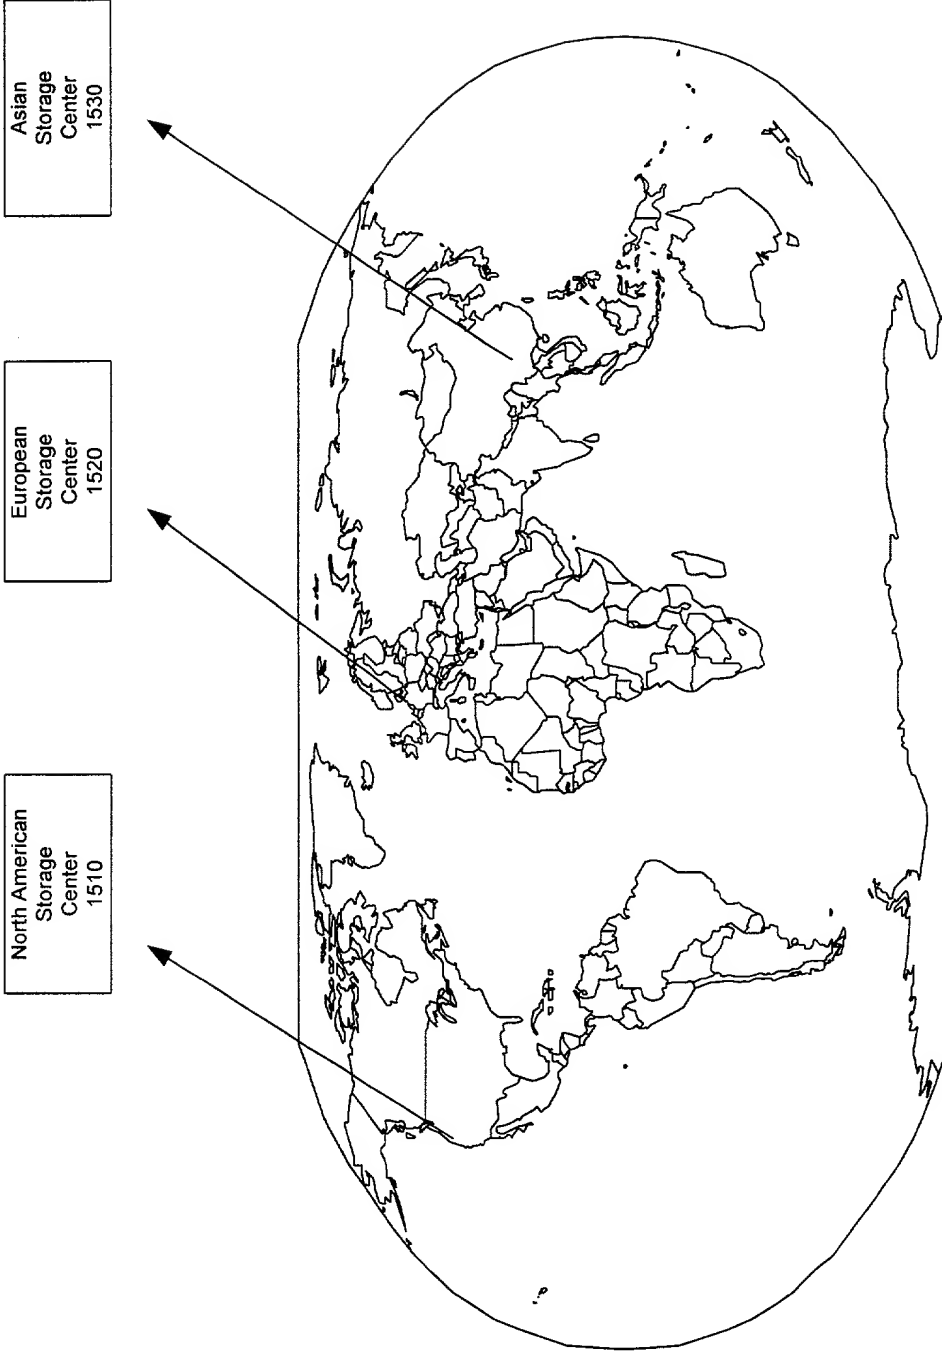 North American
Storage
Center
1510
European
Storage
Center
1520
Asian
Storage
Center
1530